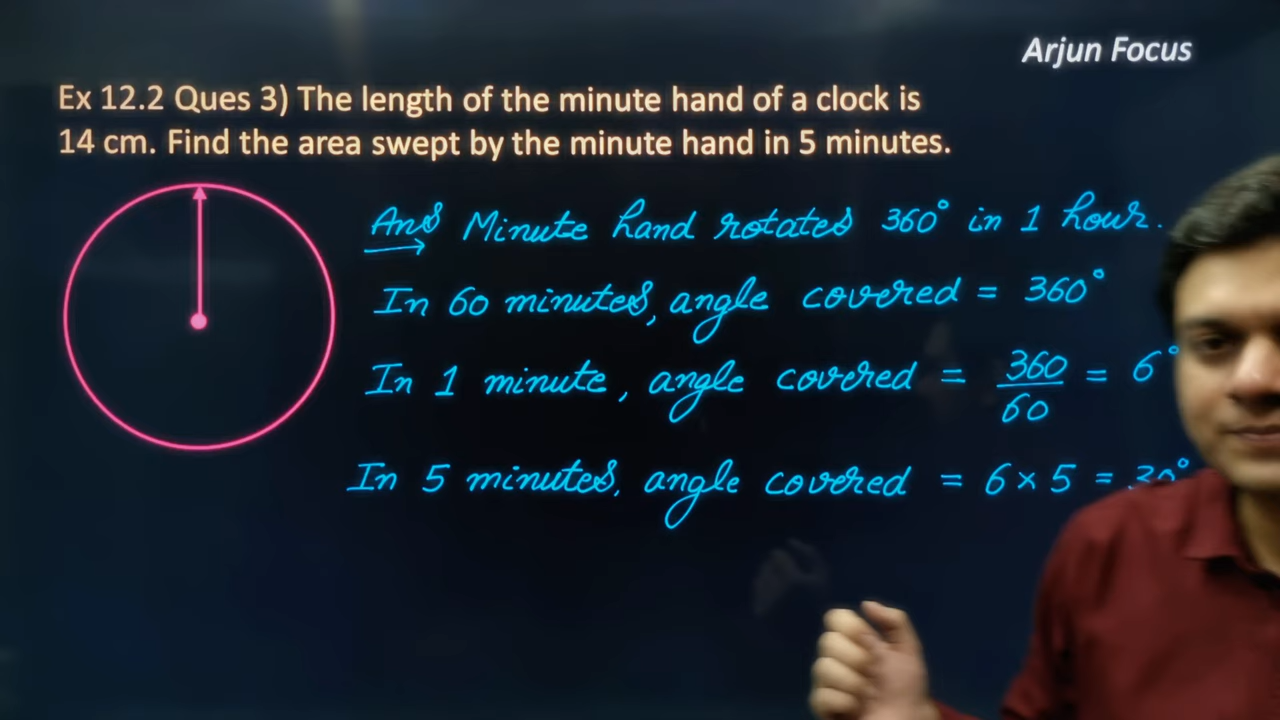 Arjun Focus
Ex 12.2 Ques 3) The length of the minute hand of a clock is
14 cm. Find the area swept by the minute hand in 5 minutes.
Ans Minute hand rotates 360° in 1 hour.
In 60 minutes, angle covered = 360°
In 1 minute, angle covered = 360/60 = 6°
In 5 minutes, angle covered = 6 × 5 = 30°